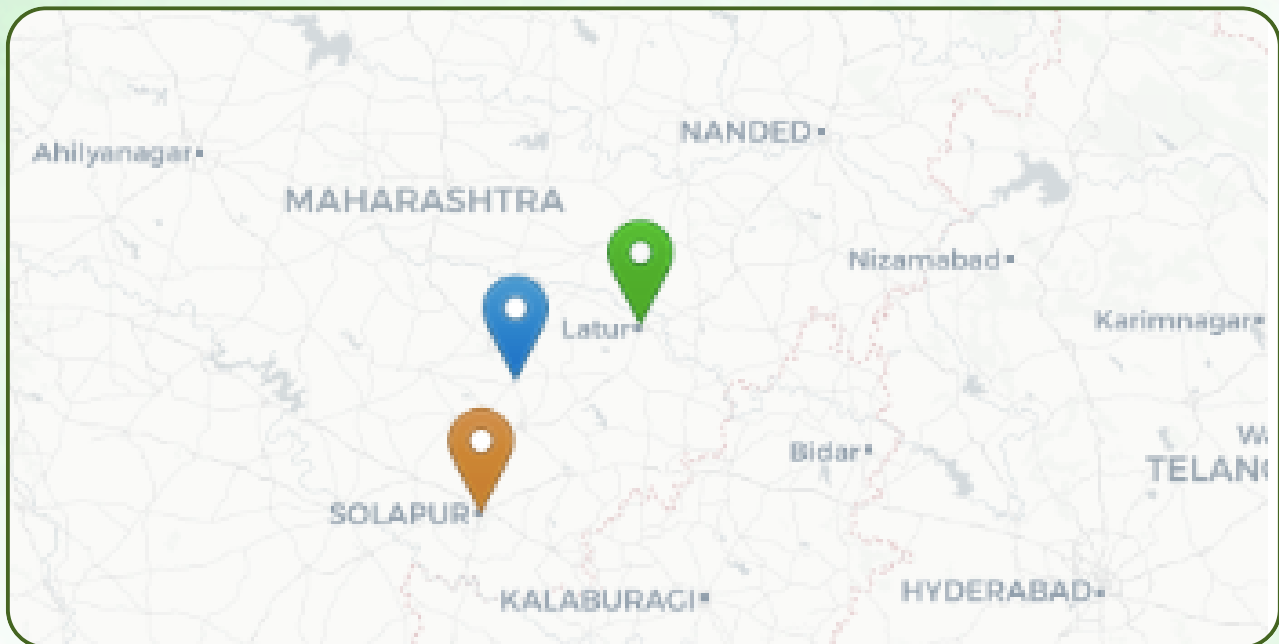 NANDED
Ahilyanagar
MAHARASHTRA
Nizamabad
Karimnagar
Latur
Bidar
TELANG
SOLAPUR
HYDERABAD
KALABURAGI